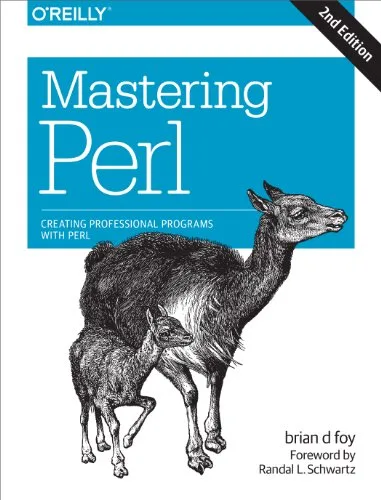 O'REILLY®
2nd Edition
Mastering
Perl
CREATING PROFESSIONAL PROGRAMS
WITH PERL
brian d foy
Foreword by
Randal L. Schwartz